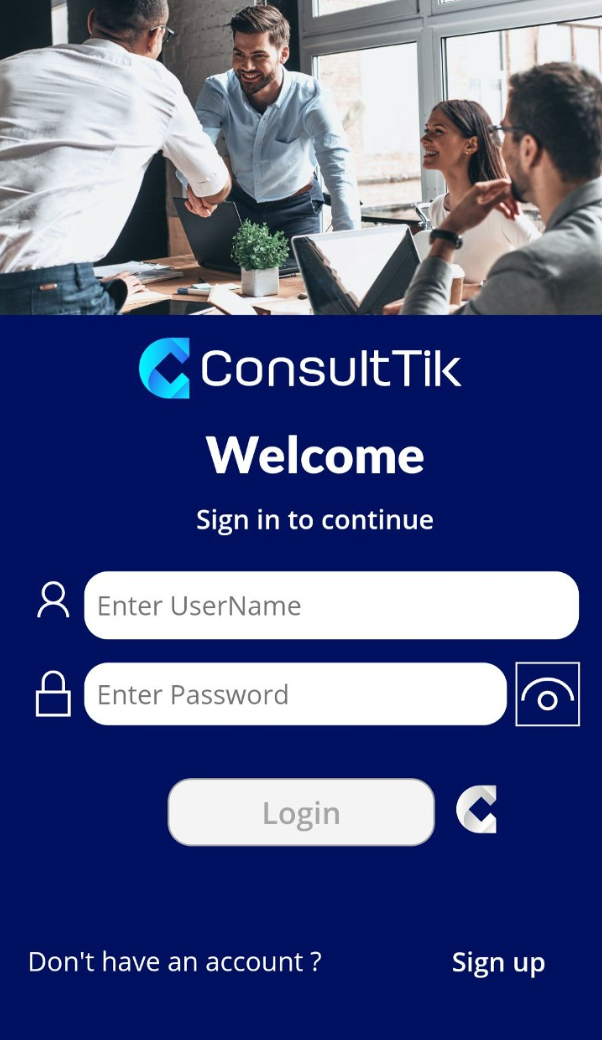 ConsultTik
Welcome
Sign in to continue
Enter UserName
Enter Password
Login
Don't have an account ? Sign up